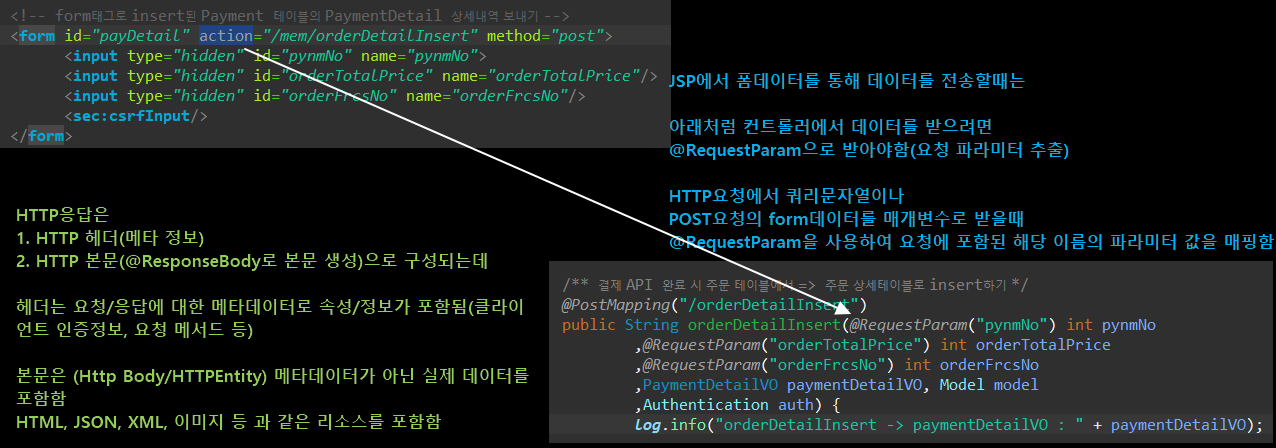 <!-- form태그로 insert된 Payment 테이블의 PaymentDetail 상세내역 보내기 -->
<form id="payDetail" action="/mem/orderDetailInsert" method="post">
<input type="hidden" id="pynmNo" name="pynmNo">
<input type="hidden" id="orderTotalPrice" name="orderTotalPrice"/>
<input type="hidden" id="orderFrcsNo" name="orderFrcsNo"/>
<sec:csrfInput/>
</form>
JSP에서 폼데이터를 통해 데이터를 전송할때는
아래처럼 컨트롤러에서 데이터를 받으려면
@RequestParam으로 받아야함(요청 파라미터 추출)
HTTP요청에서 쿼리문자열이나
POST요청의 form데이터를 매개변수로 받을때
@RequestParam을 사용하여 요청에 포함된 해당 이름의 파라미터 값을 매핑함
HTTP응답은
1. HTTP 헤더(메타 정보)
2. HTTP 본문(@ResponseBody로 본문 생성)으로 구성되는데
헤더는 요청/응답에 대한 메타데이터로 속성/정보가 포함됨(클라이
언트 인증정보, 요청 메서드 등)
본문은 (Http Body/HTTPEntity) 메타데이터가 아닌 실제 데이터를
포함함
HTML, JSON, XML, 이미지 등 과 같은 리소스를 포함함
/** 결제 API 완료 시 주문 테이블에서 => 주문 상세테이블로 insert하기 */
@PostMapping("/orderDetailInsert")
public String orderDetailInsert(@RequestParam("pynmNo") int pynmNo
,@RequestParam("orderTotalPrice") int orderTotalPrice
,@RequestParam("orderFrcsNo") int orderFrcsNo
,PaymentDetailVO paymentDetailVO, Model model
,Authentication auth) {
log.info("orderDetailInsert -> paymentDetailVO : " + paymentDetailVO);